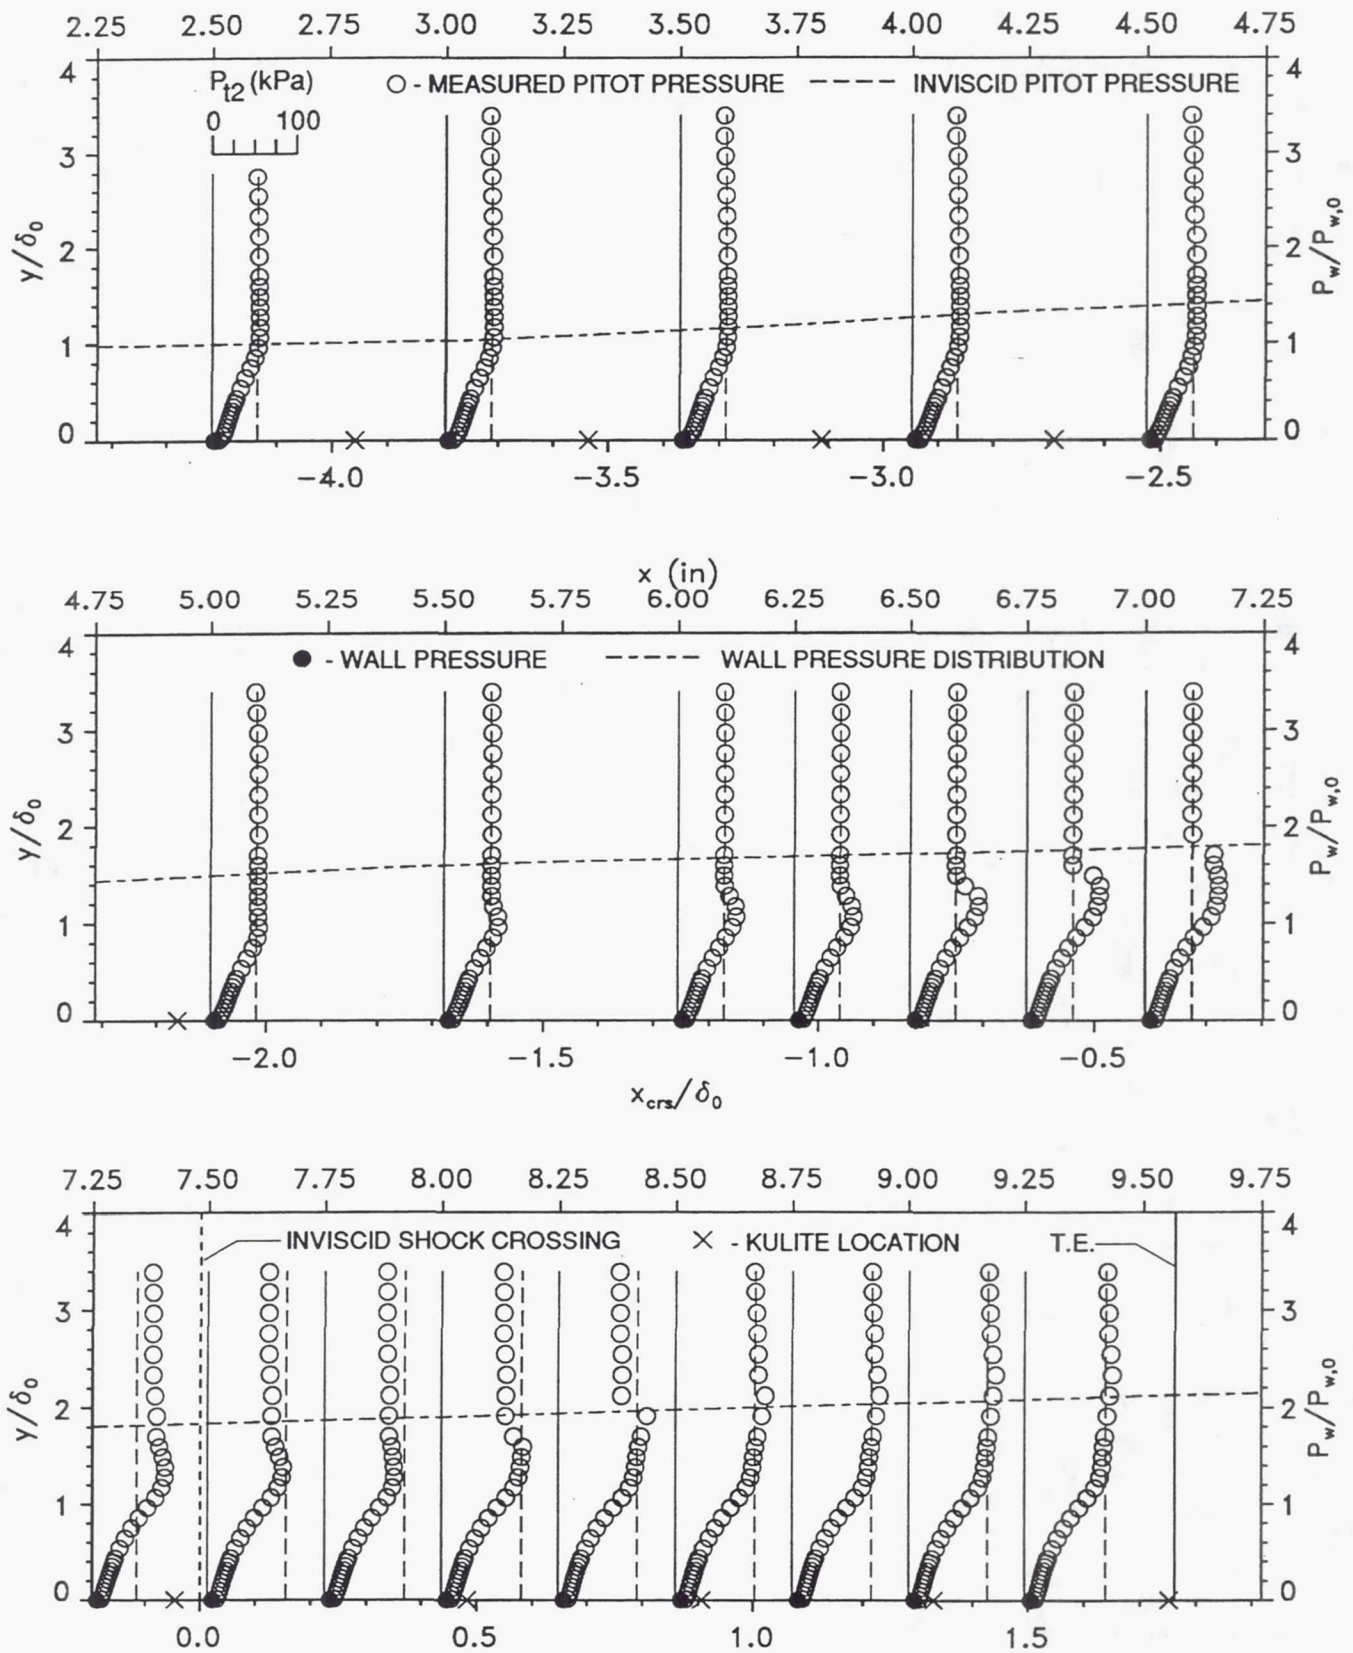 2.25 2.50 2.75 3.00 3.25 3.50 3.75 4.00 4.25 4.50 4.75
P_t2 (kPa)
0 100
○ - MEASURED PITOT PRESSURE ----- INVISCID PITOT PRESSURE
4 3 2 1 0
y/δ_0
4 3 2 1 0
P_w/P_w,0
−4.0 −3.5 −3.0 −2.5
x (in)
4.75 5.00 5.25 5.50 5.75 6.00 6.25 6.50 6.75 7.00 7.25
● - WALL PRESSURE ----- WALL PRESSURE DISTRIBUTION
4 3 2 1 0
y/δ_0
4 3 2 1 0
P_w/P_w,0
−2.0 −1.5 −1.0 −0.5
x_crs/δ_0
7.25 7.50 7.75 8.00 8.25 8.50 8.75 9.00 9.25 9.50 9.75
INVISCID SHOCK CROSSING × - KULITE LOCATION T.E.
4 3 2 1 0
y/δ_0
4 3 2 1 0
P_w/P_w,0
0.0 0.5 1.0 1.5